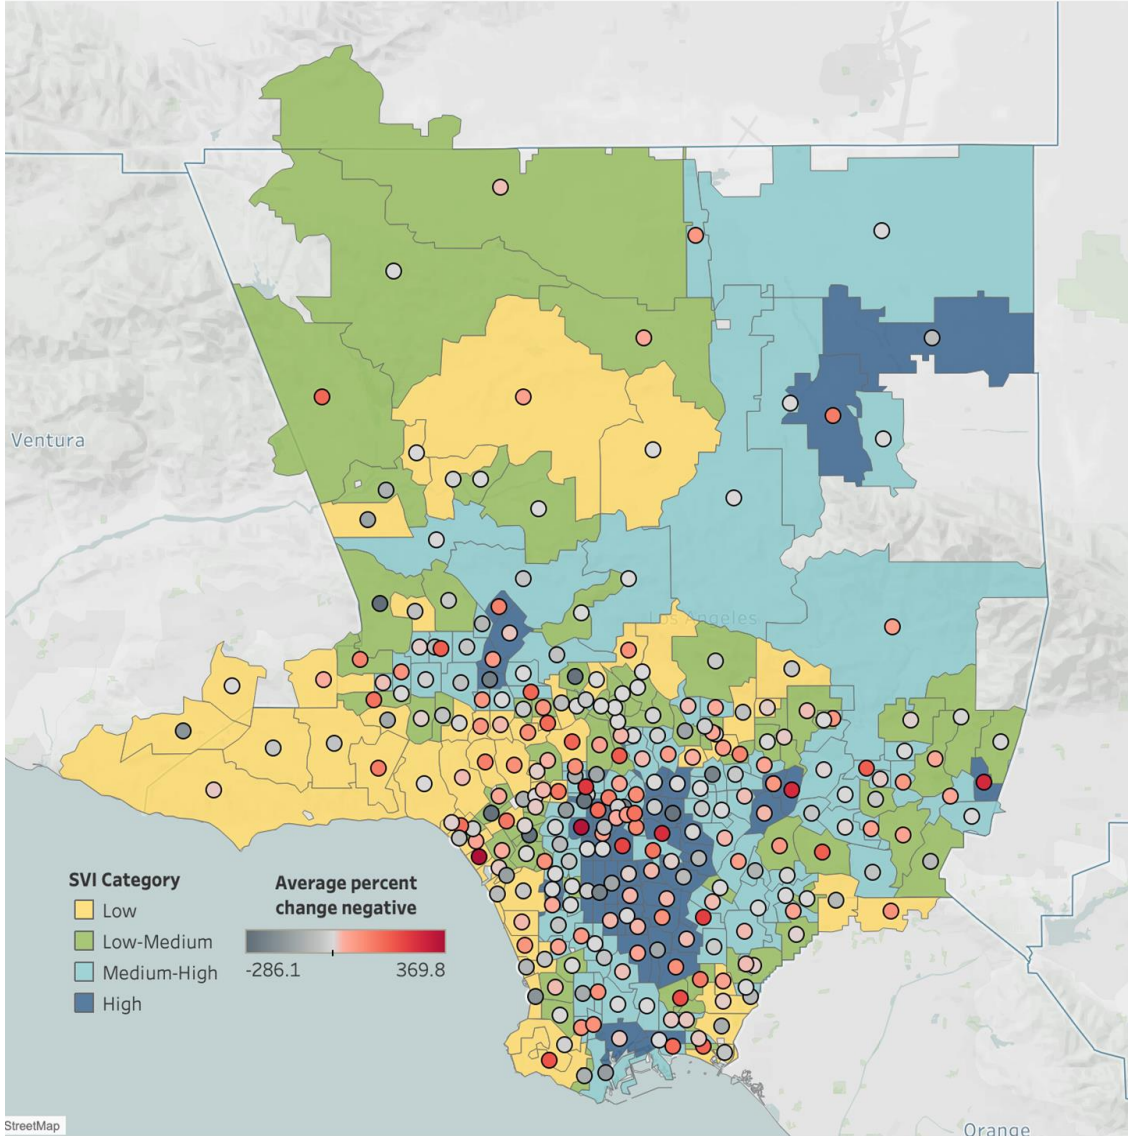 Ventura
Los Angeles
SVI Category
Low
Low-Medium
Medium-High
High
Average percent
change negative
-286.1
369.8
StreetMap
Orange